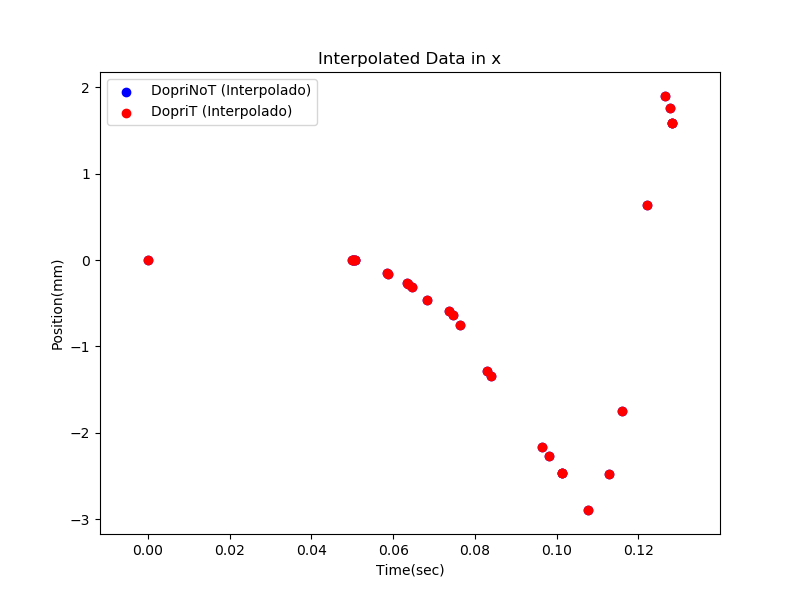 Interpolated Data in x
DopriNoT (Interpolado)
DopriT (Interpolado)
2
1
0
−1
−2
−3
Position(mm)
0.00 0.02 0.04 0.06 0.08 0.10 0.12
Time(sec)